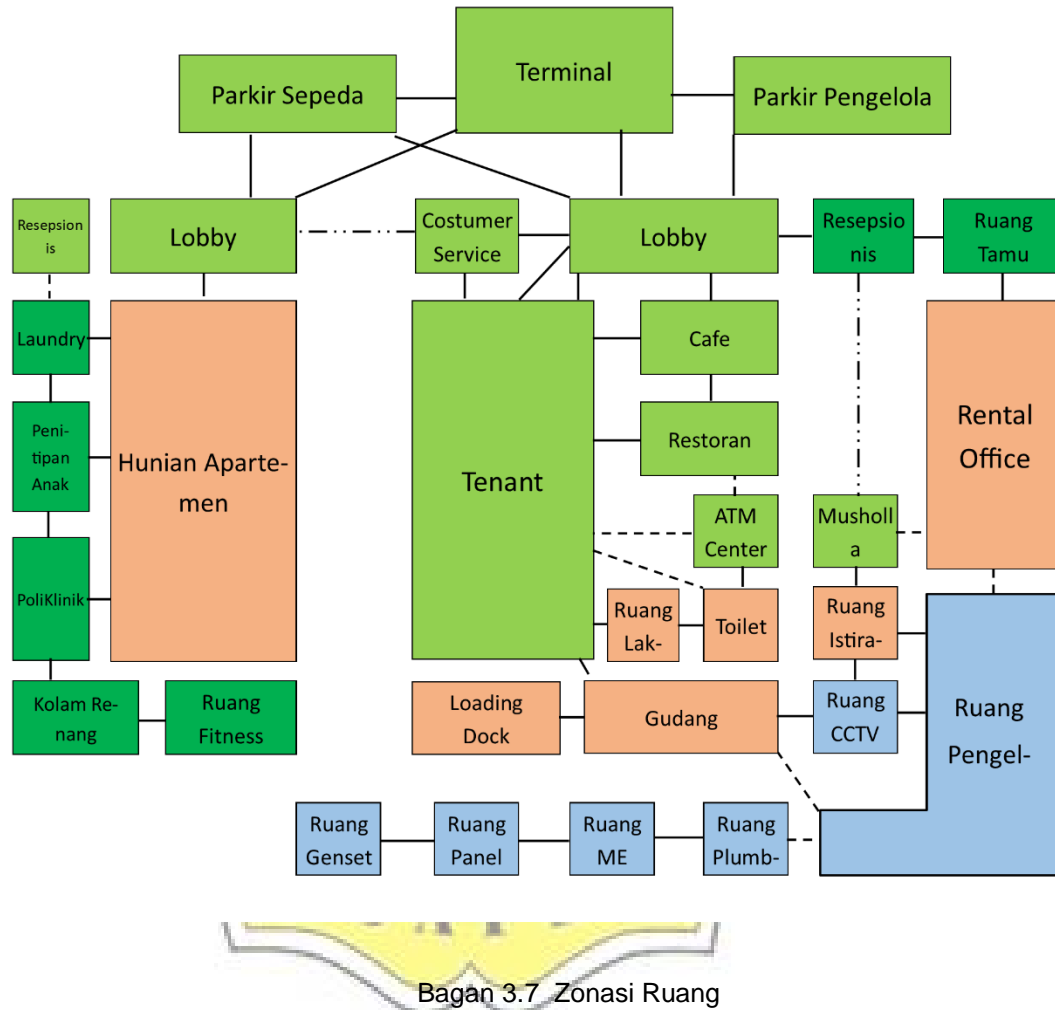 Terminal
Parkir Sepeda
Parkir Pengelola
Resepsion
is
Lobby
Costumer
Service
Lobby
Resepsio
nis
Ruang
Tamu
Laundry
Cafe
Peni-
tipan
Anak
Hunian Aparte-
men
Tenant
Restoran
Rental
Office
ATM
Center
Musholl
a
PoliKlinik
Ruang
Lak-
Toilet
Ruang
Istira-
Kolam Re-
nang
Ruang
Fitness
Loading
Dock
Gudang
Ruang
CCTV
Ruang
Pengel-
Ruang
Genset
Ruang
Panel
Ruang
ME
Ruang
Plumb-
Bagan 3.7 Zonasi Ruang